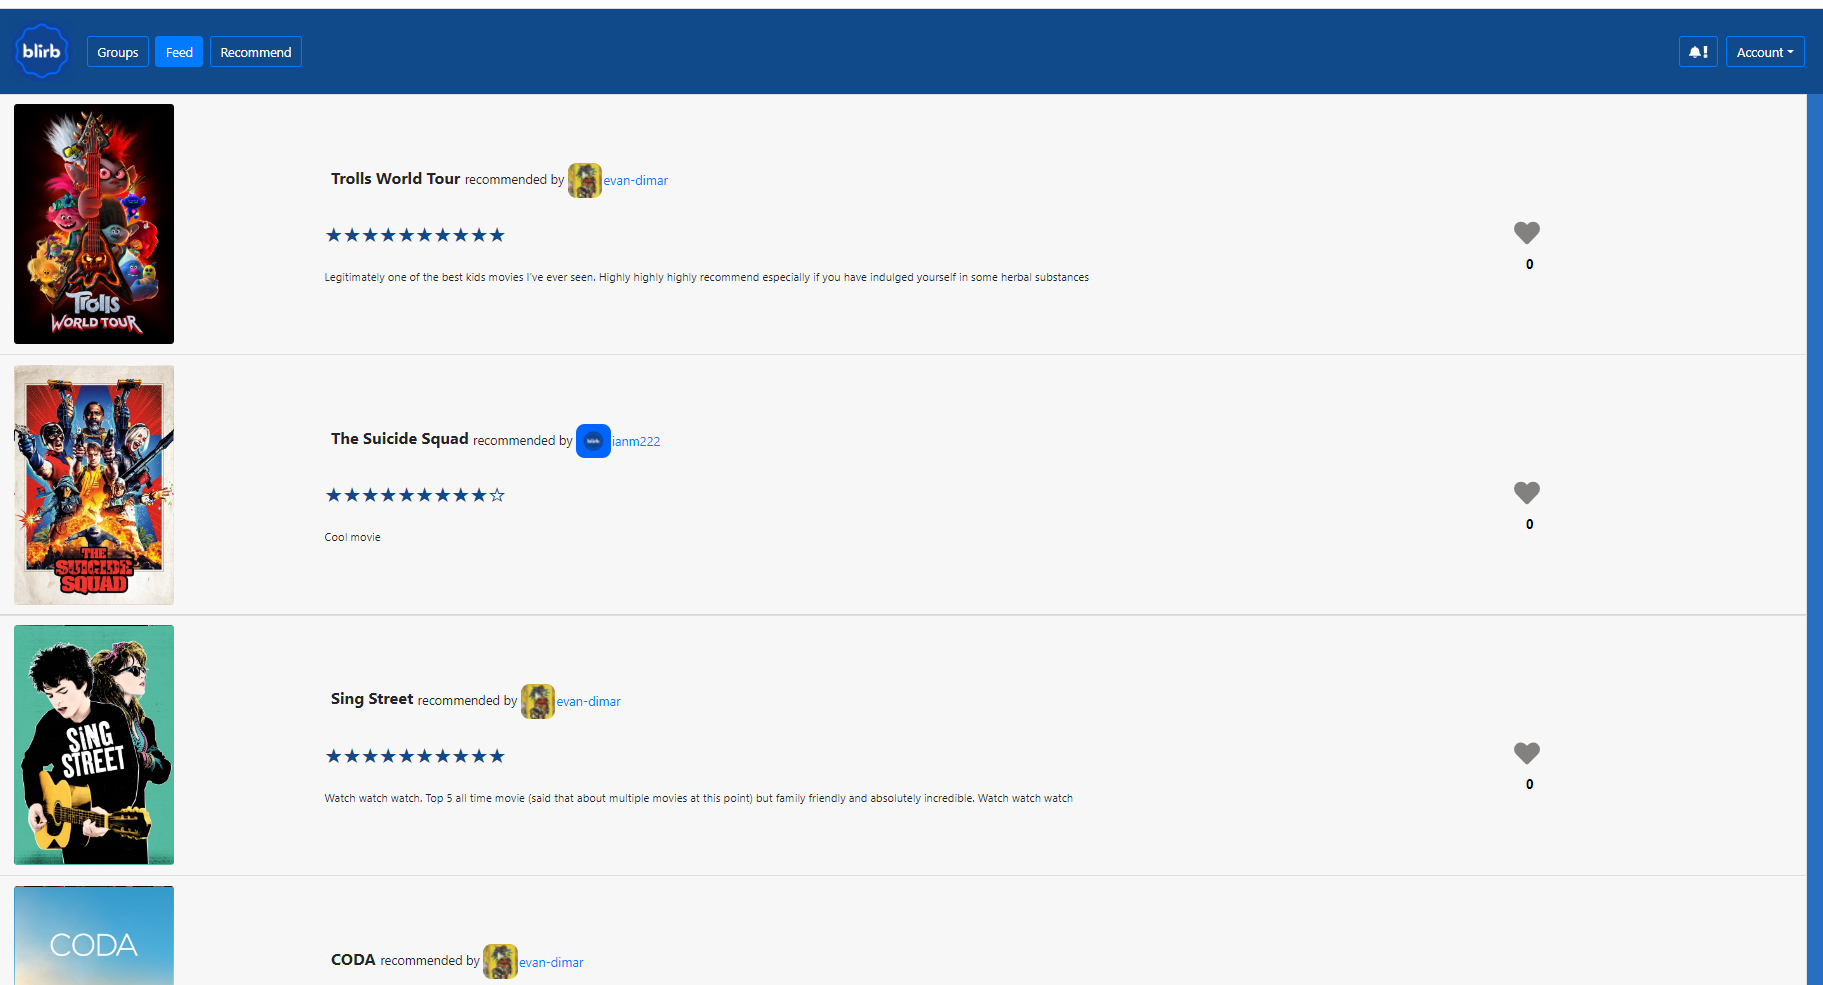 blirb
Groups
Feed
Recommend
!
Account
Trolls World Tour recommended by evan-dimar
★★★★★★★★★★
Legitimately one of the best kids movies I've ever seen. Highly highly highly recommend especially if you have indulged yourself in some herbal substances
0
Trolls
WORLD TOUR
The Suicide Squad recommended by blirb ianm222
★★★★★★★★★☆
Cool movie
0
THE
SUICIDE
SQUAD
Sing Street recommended by evan-dimar
★★★★★★★★★★
Watch watch watch. Top 5 all time movie (said that about multiple movies at this point) but family friendly and absolutely incredible. Watch watch watch
0
SiNG
STREET
CODA
CODA recommended by evan-dimar